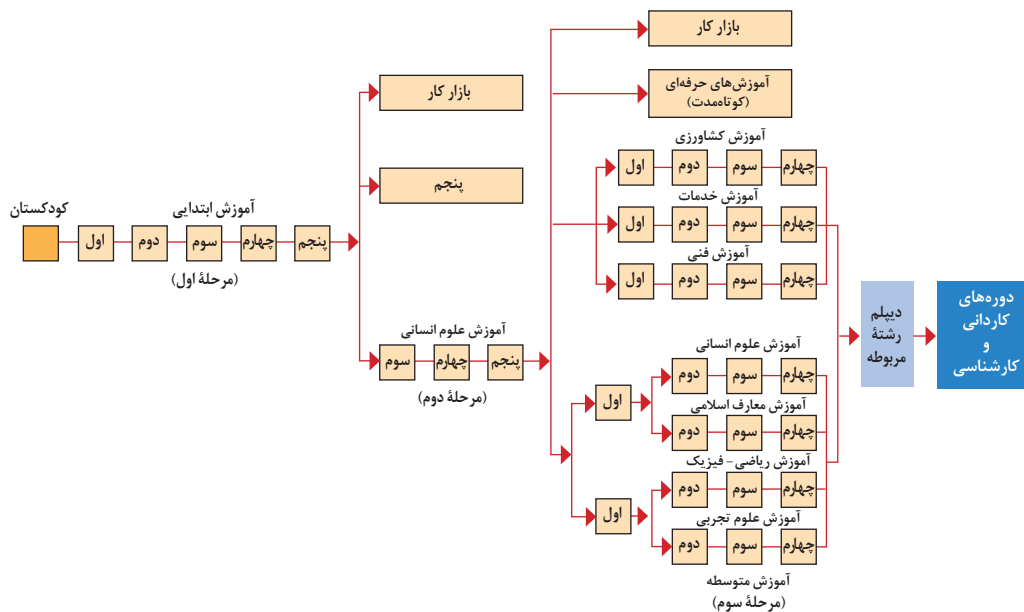 کودکستان
آموزش ابتدایی
اول
دوم
سوم
چهارم
پنجم
(مرحلهٔ اول)
بازار کار
پنجم
آموزش علوم انسانی
سوم
چهارم
پنجم
(مرحلهٔ دوم)
بازار کار
آموزش‌های حرفه‌ای
(کوتاه‌مدت)
آموزش کشاورزی
اول
دوم
سوم
چهارم
آموزش خدمات
اول
دوم
سوم
چهارم
آموزش فنی
اول
دوم
سوم
چهارم
آموزش علوم انسانی
اول
دوم
سوم
چهارم
آموزش معارف اسلامی
دوم
سوم
چهارم
آموزش ریاضی - فیزیک
اول
دوم
سوم
چهارم
آموزش علوم تجربی
دوم
سوم
چهارم
آموزش متوسطه
(مرحلهٔ سوم)
دیپلم
رشتهٔ
مربوطه
دوره‌های
کاردانی
و
کارشناسی